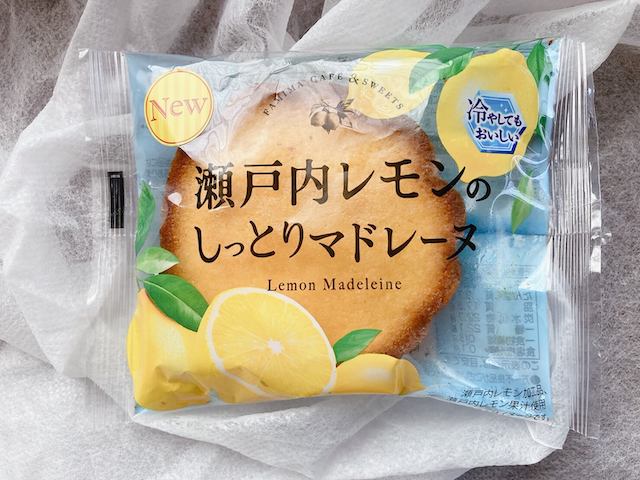 New
FAMIMA CAFÉ & SWEETS
冷やしても
おいしい!
瀬戸内レモンの
しっとりマドレーヌ
Lemon Madeleine
瀬戸内レモン加工品、
瀬戸内レモン果汁使用